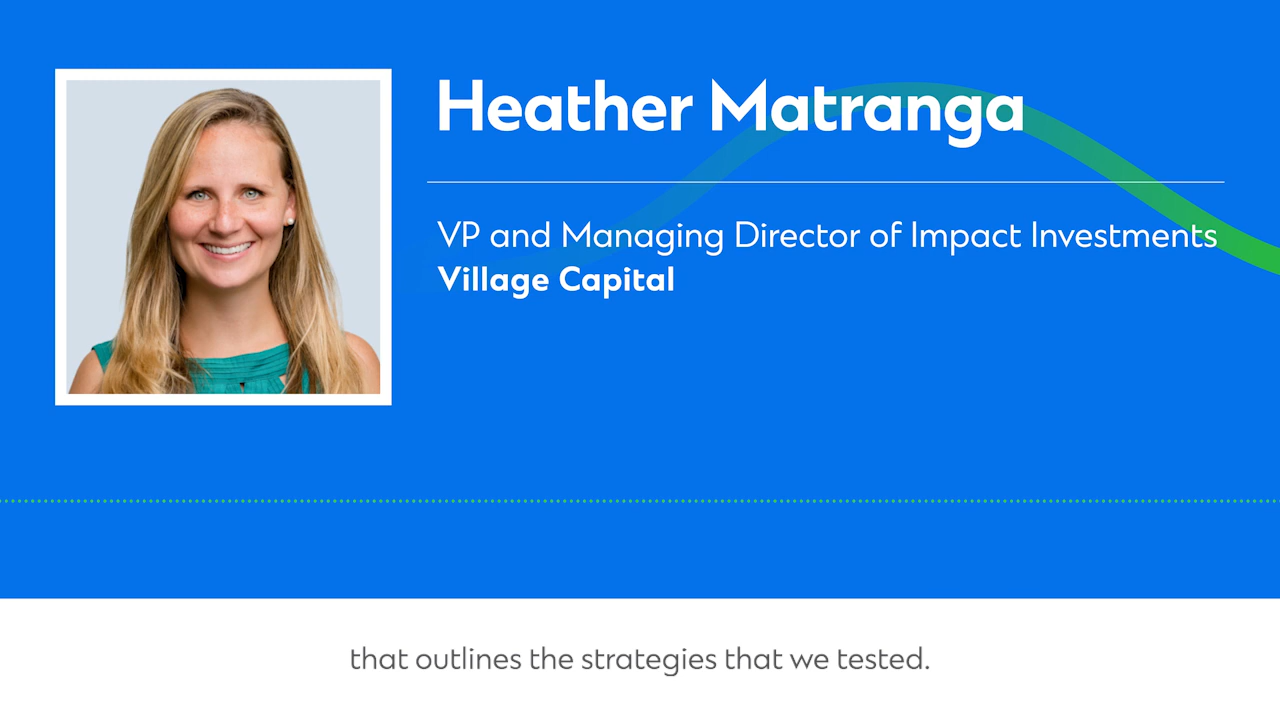 Heather Matranga
VP and Managing Director of Impact Investments
Village Capital
that outlines the strategies that we tested.